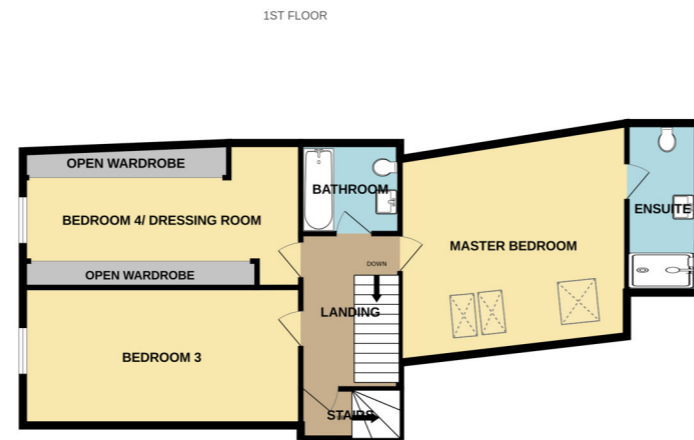 1ST FLOOR
OPEN WARDROBE
BATHROOM
BEDROOM 4/ DRESSING ROOM
ENSUITE
MASTER BEDROOM
DOWN
OPEN WARDROBE
LANDING
BEDROOM 3
STAIRS